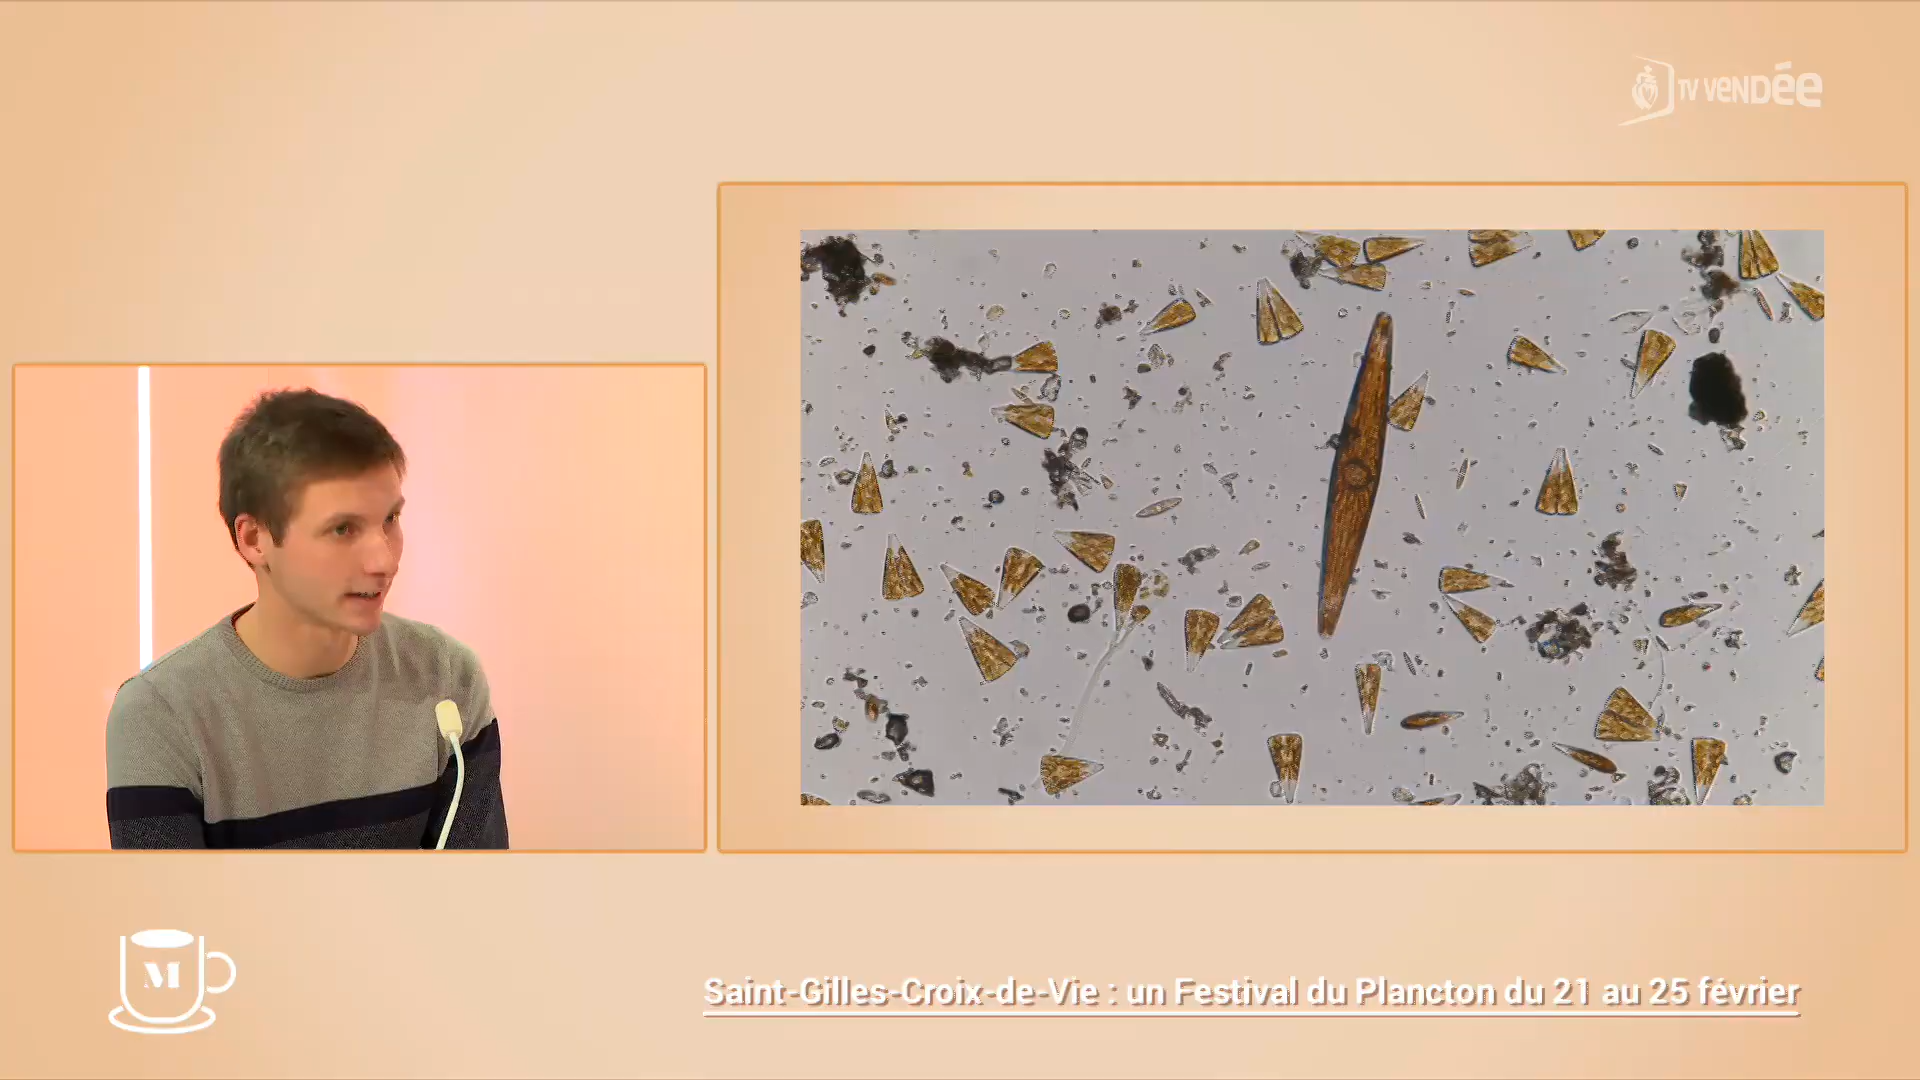 TV VENDÉE
M
Saint-Gilles-Croix-de-Vie : un Festival du Plancton du 21 au 25 février